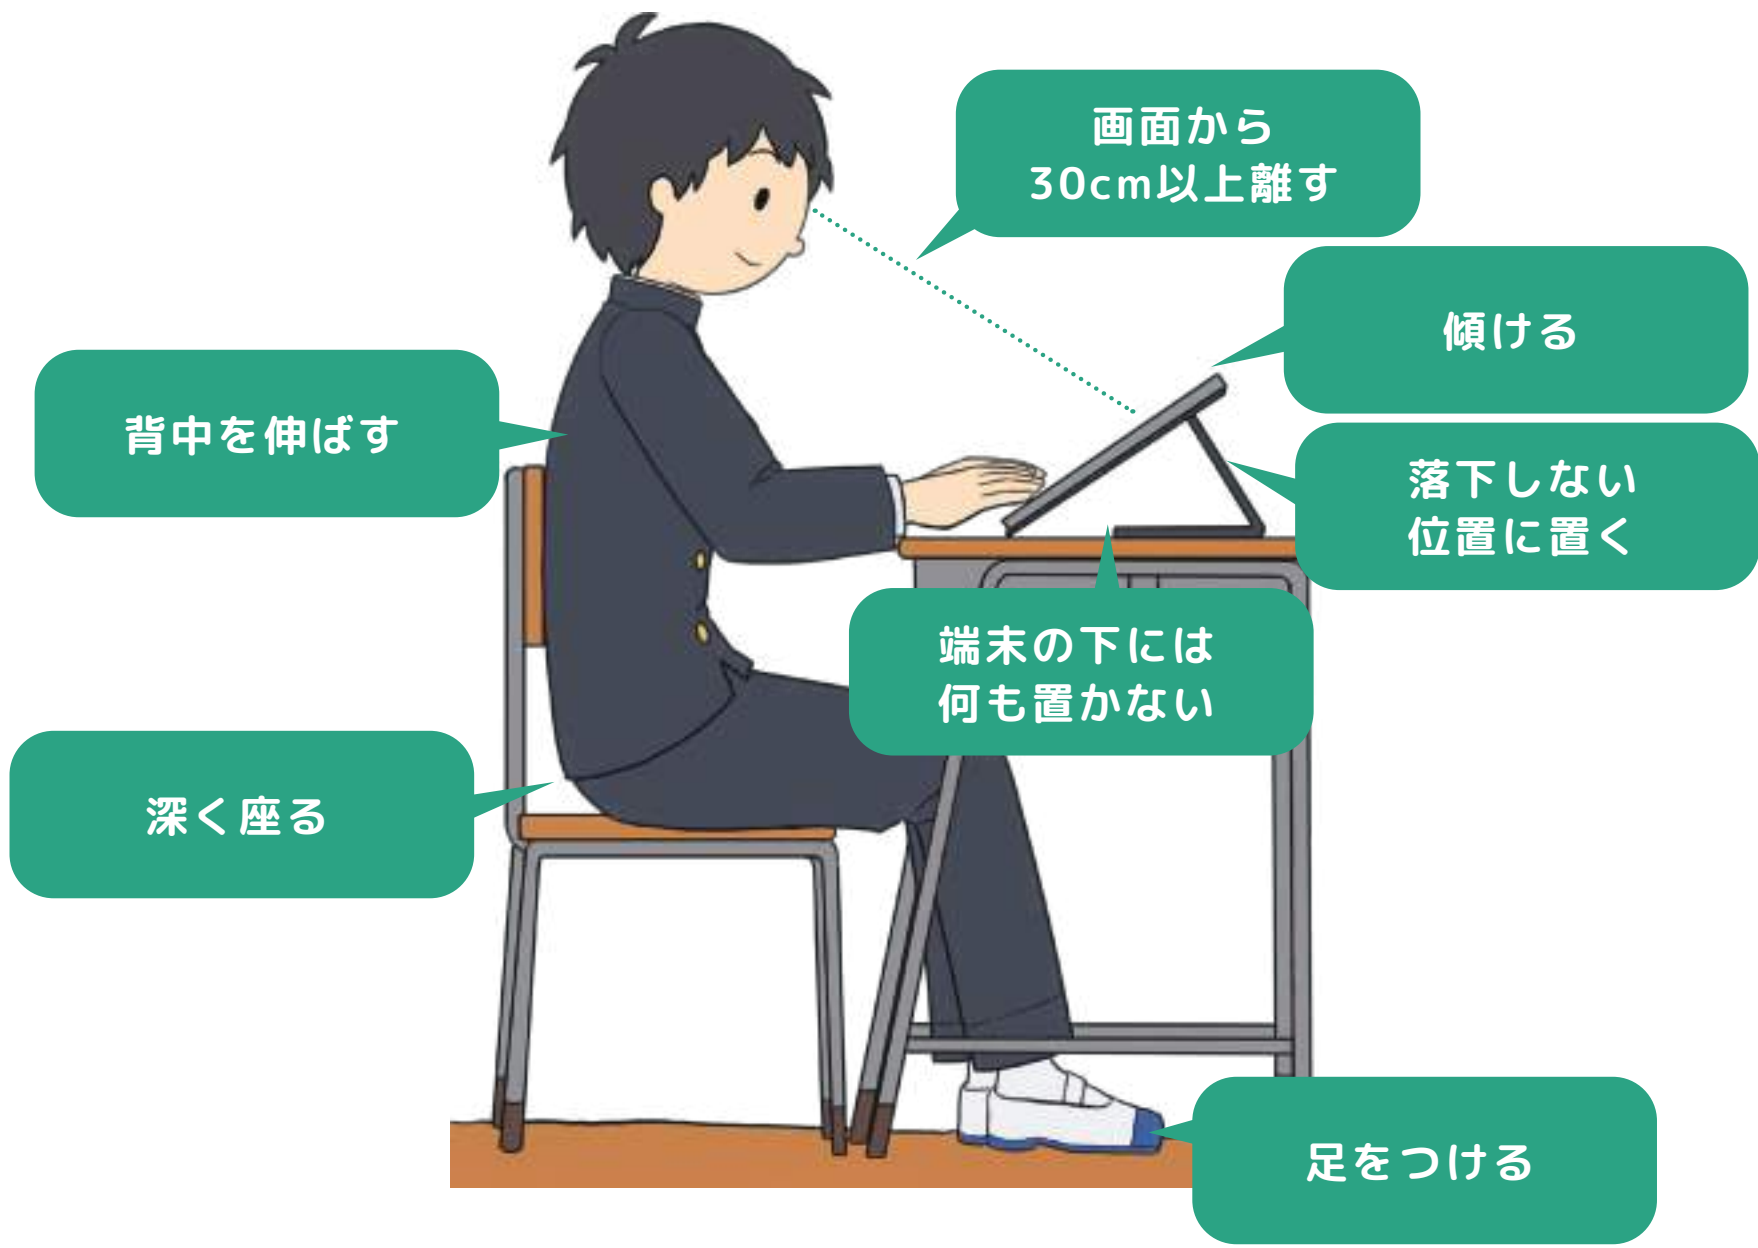 画面から
30cm以上離す
傾ける
背中を伸ばす
落下しない
位置に置く
端末の下には
何も置かない
深く座る
足をつける